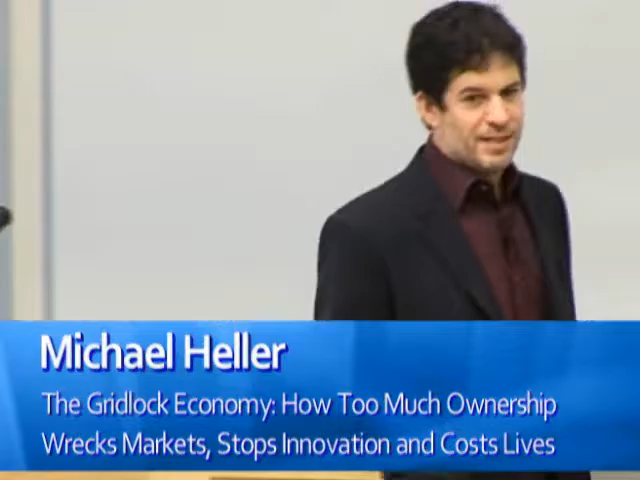 Michael Heller
The Gridlock Economy: How Too Much Ownership
Wrecks Markets, Stops Innovation and Costs Lives